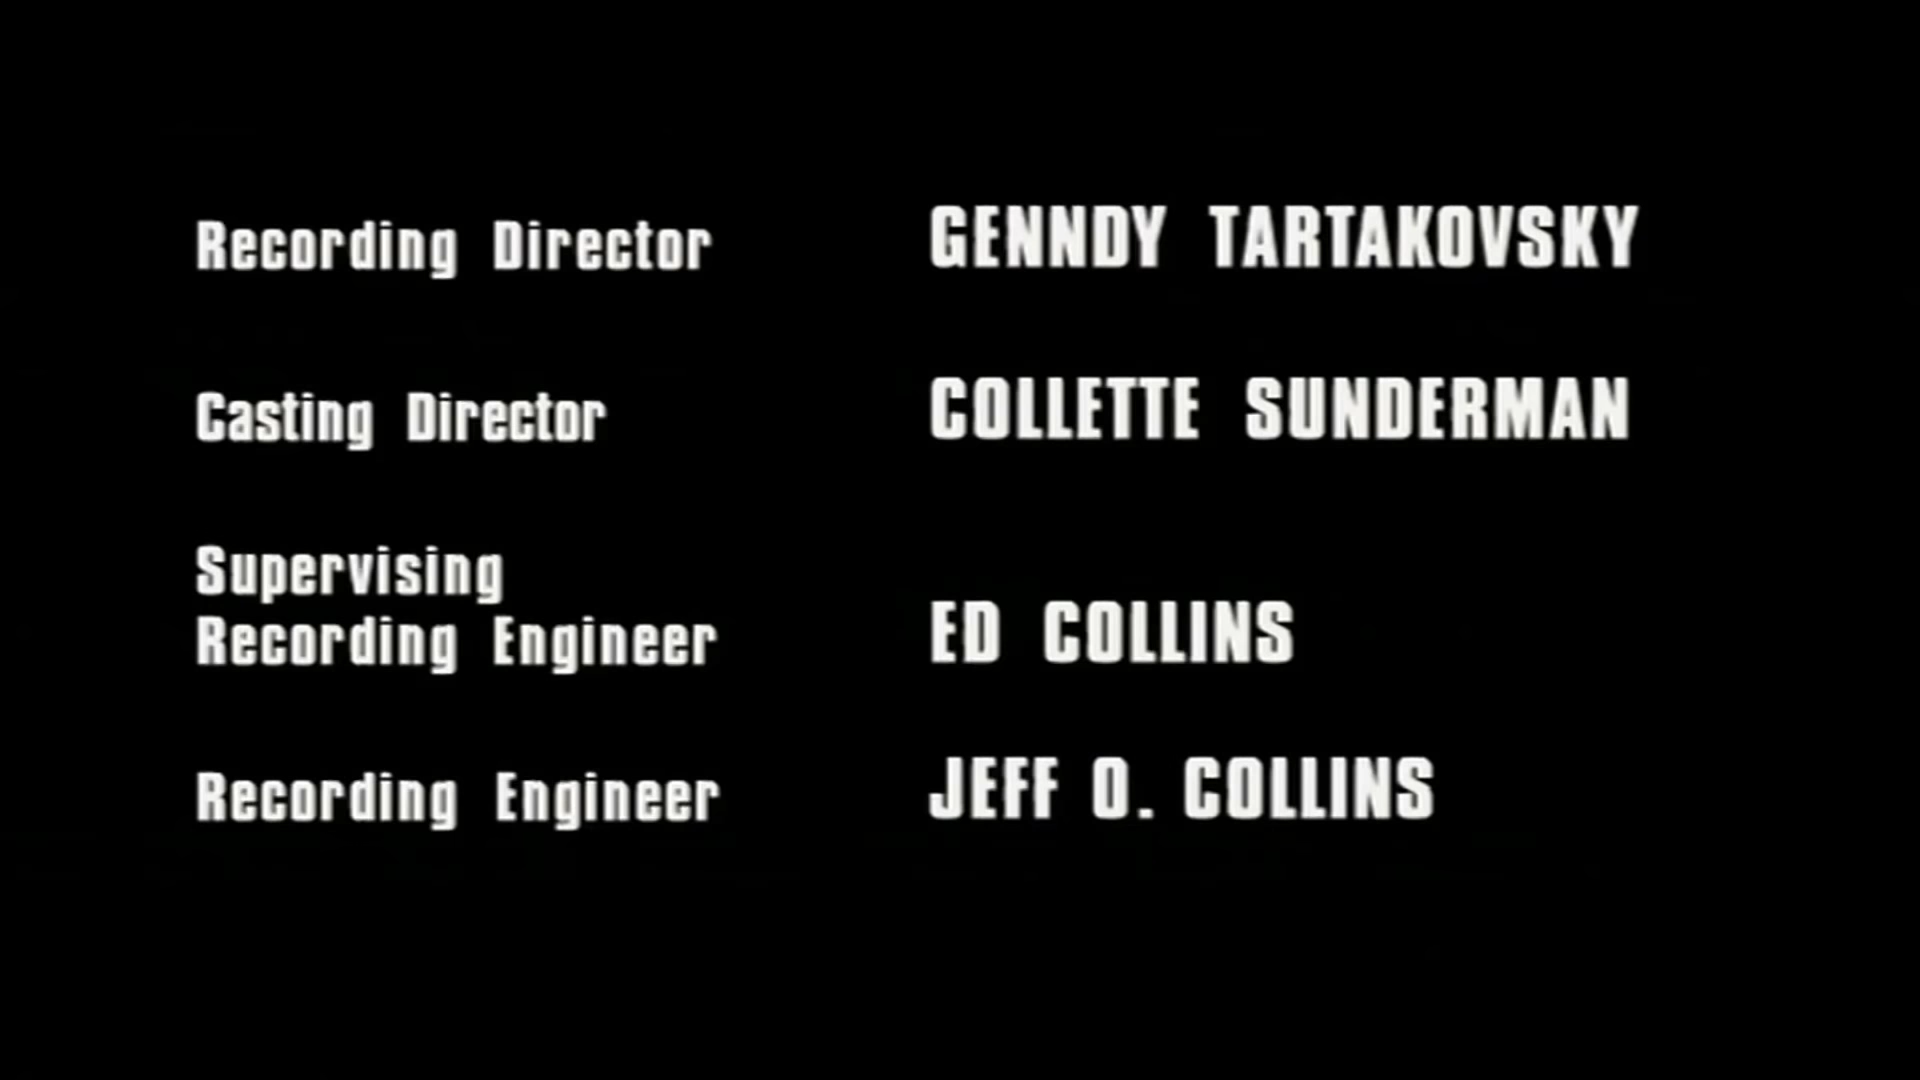 Recording Director GENNDY TARTAKOVSKY
Casting Director COLLETTE SUNDERMAN
Supervising
Recording Engineer ED COLLINS
Recording Engineer JEFF O. COLLINS